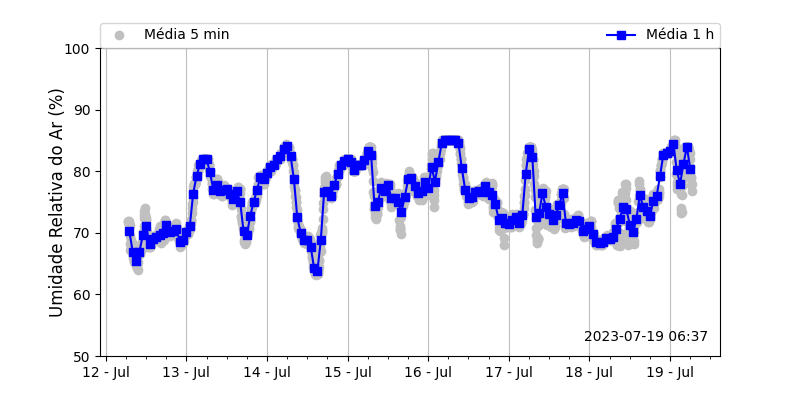 Média 5 min
Média 1 h
Umidade Relativa do Ar (%)
100
90
80
70
60
50
2023-07-19 06:37
12 - Jul
13 - Jul
14 - Jul
15 - Jul
16 - Jul
17 - Jul
18 - Jul
19 - Jul